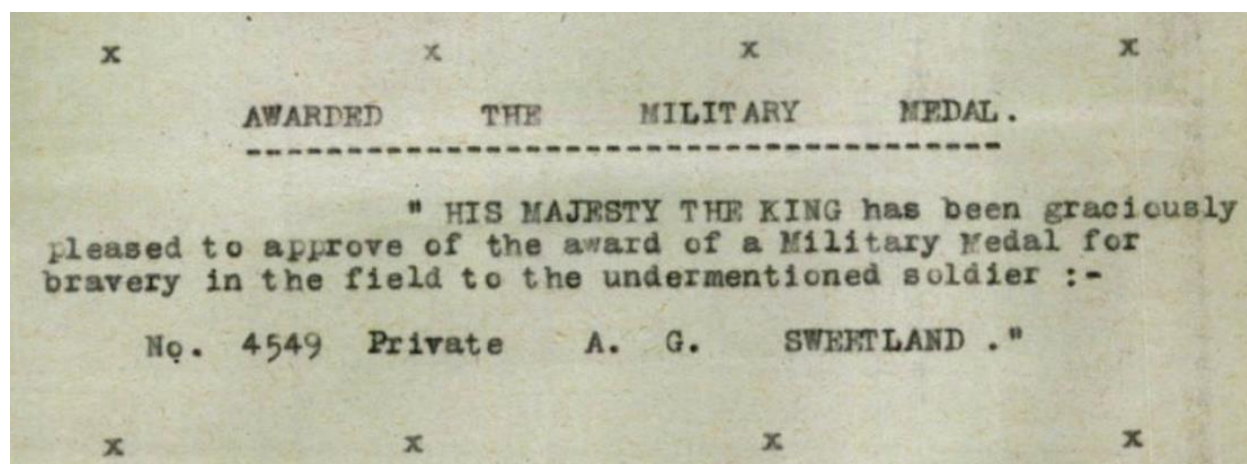 x x x x
AWARDED THE MILITARY MEDAL.
---------------------------------------
" HIS MAJESTY THE KING has been graciously
pleased to approve of the award of a Military Medal for
bravery in the field to the undermentioned soldier :-
No. 4549 Private A. G. SWEETLAND ."
x x x x